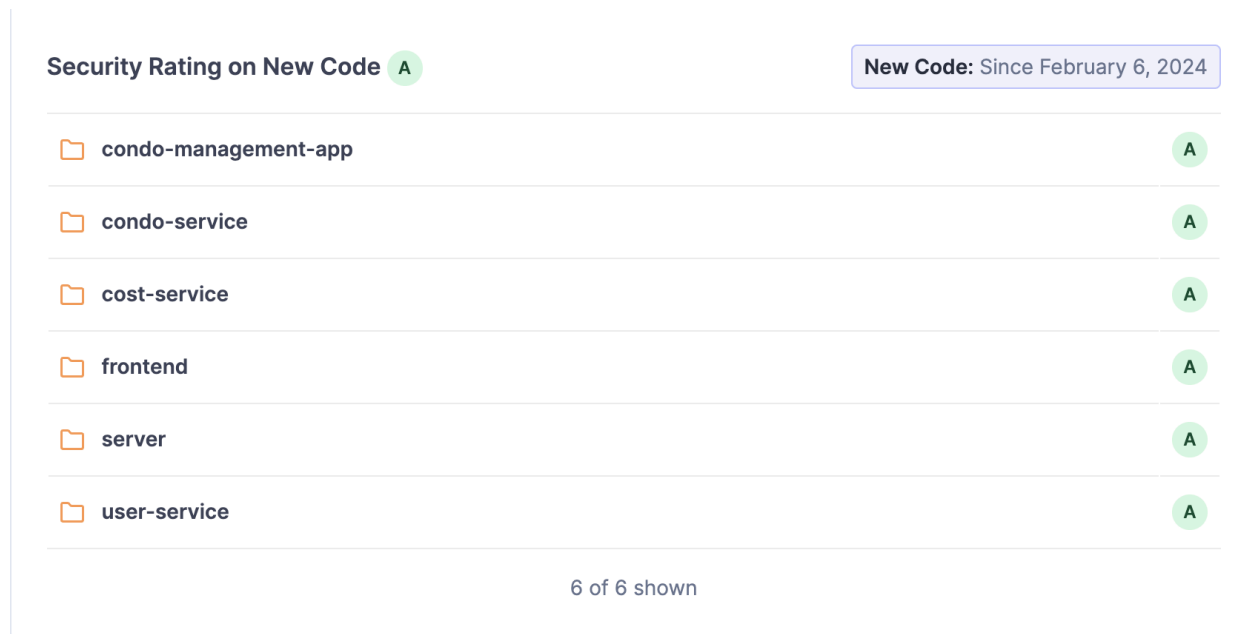 Security Rating on New Code A
New Code: Since February 6, 2024
condo-management-app A
condo-service A
cost-service A
frontend A
server A
user-service A
6 of 6 shown